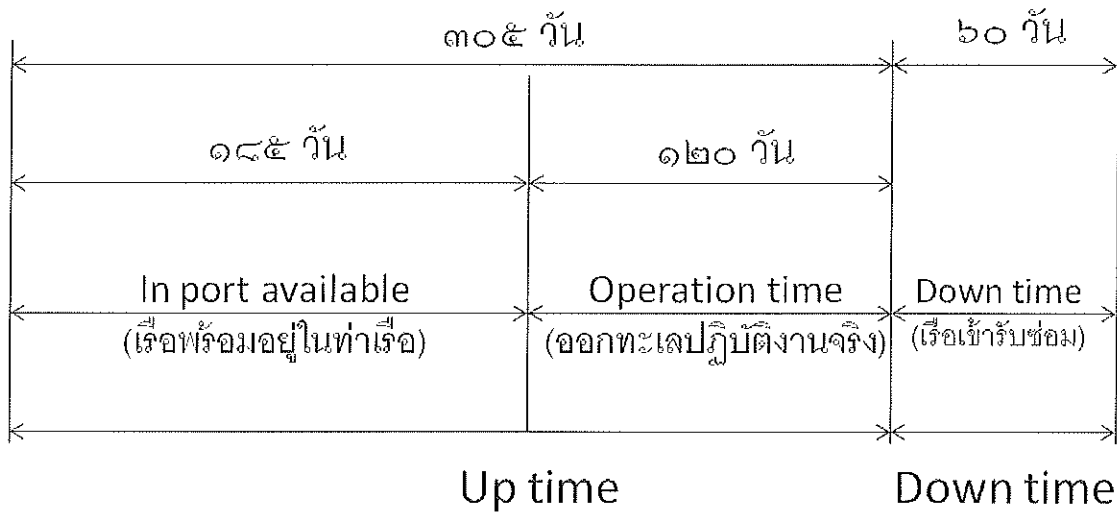 ๓๐๕ วัน
๖๐ วัน
๑๘๕ วัน
๑๒๐ วัน
In port available
(เรือพร้อมอยู่ในท่าเรือ)
Operation time
(ออกทะเลปฏิบัติงานจริง)
Down time
(เรือเข้ารับซ่อม)
Up time
Down time